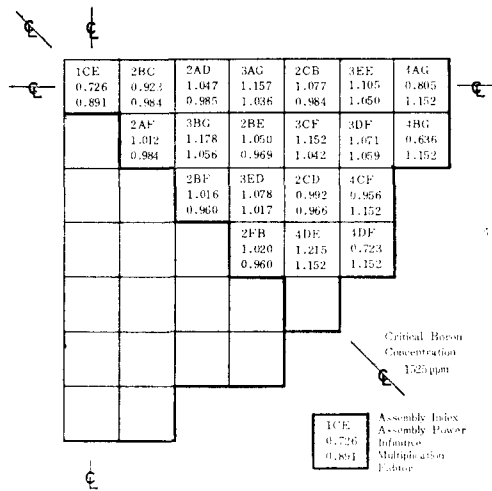 1CE 2BC 2AD 3AG 2CB 3EE 4AG
0.726 0.923 1.047 1.157 1.077 1.105 0.805
0.891 0.984 0.985 1.036 0.984 1.050 1.152
2AF 3BG 2BE 3CF 3DF 4BG
1.012 1.178 1.050 1.152 1.071 0.636
0.984 1.056 0.969 1.042 1.059 1.152
2BF 3ED 2CD 4CF
1.016 1.078 0.992 0.956
0.960 1.017 0.966 1.152
2FB 4DE 4DF
1.020 1.215 0.723
0.960 1.152 1.152
Critical Boron
Concentration
1525 ppm
1CE Assembly Index
0.726 Assembly Power
Infinitive
0.891 Multiplication